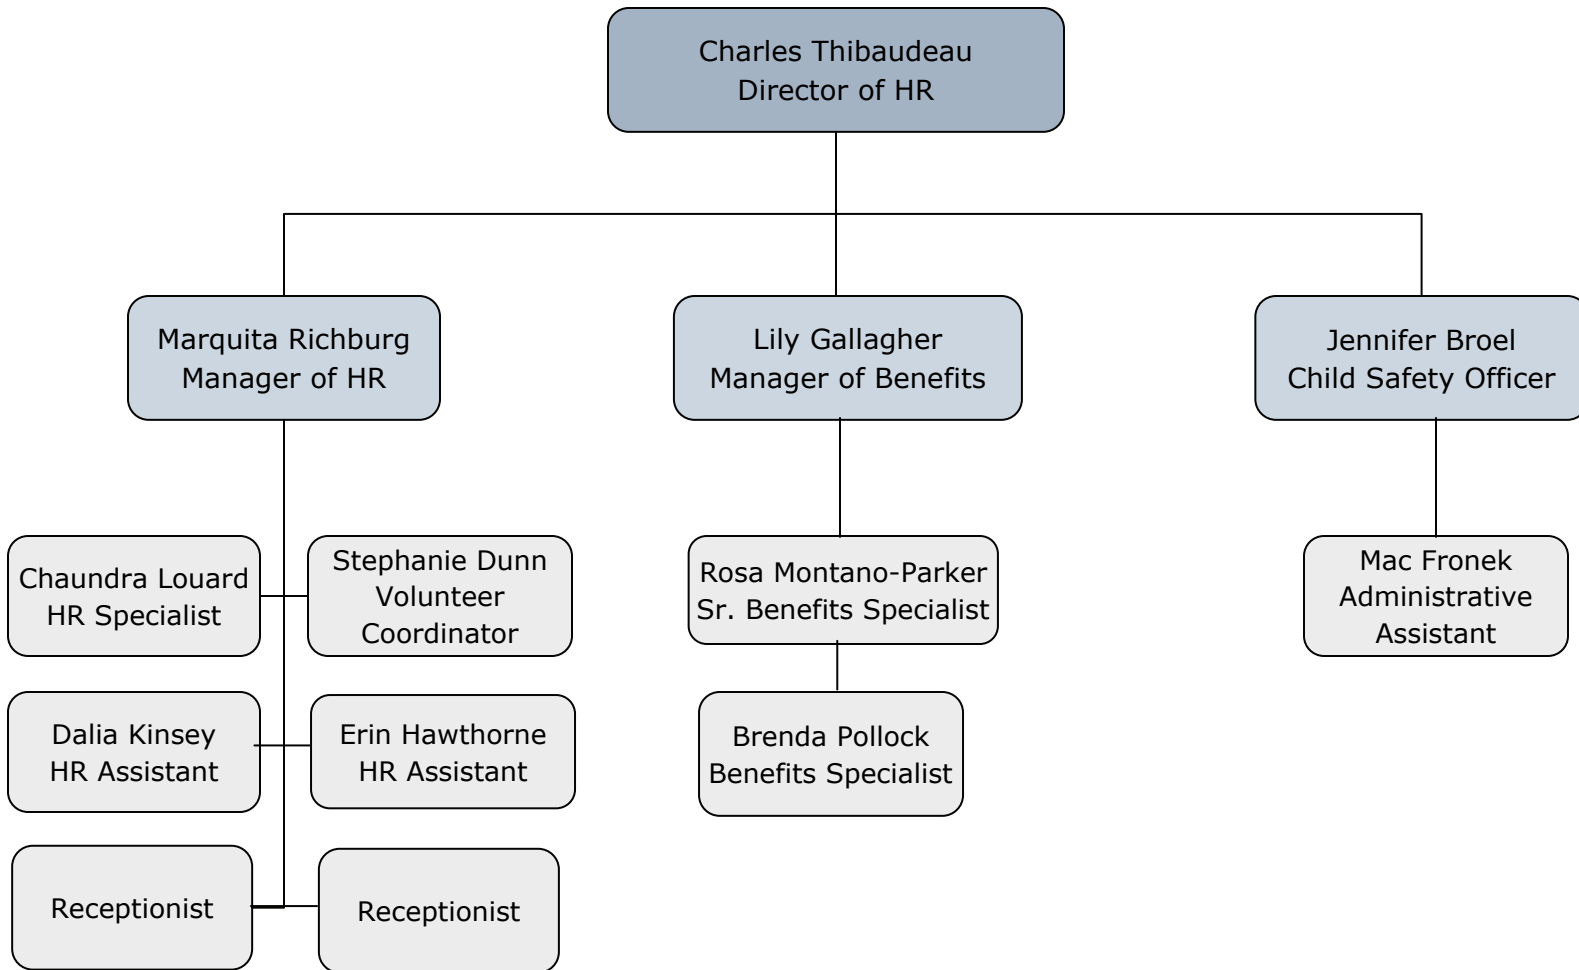 Charles Thibaudeau
Director of HR
Marquita Richburg
Manager of HR
Lily Gallagher
Manager of Benefits
Jennifer Broel
Child Safety Officer
Chaundra Louard
HR Specialist
Stephanie Dunn
Volunteer
Coordinator
Rosa Montano-Parker
Sr. Benefits Specialist
Mac Fronek
Administrative
Assistant
Dalia Kinsey
HR Assistant
Erin Hawthorne
HR Assistant
Brenda Pollock
Benefits Specialist
Receptionist
Receptionist